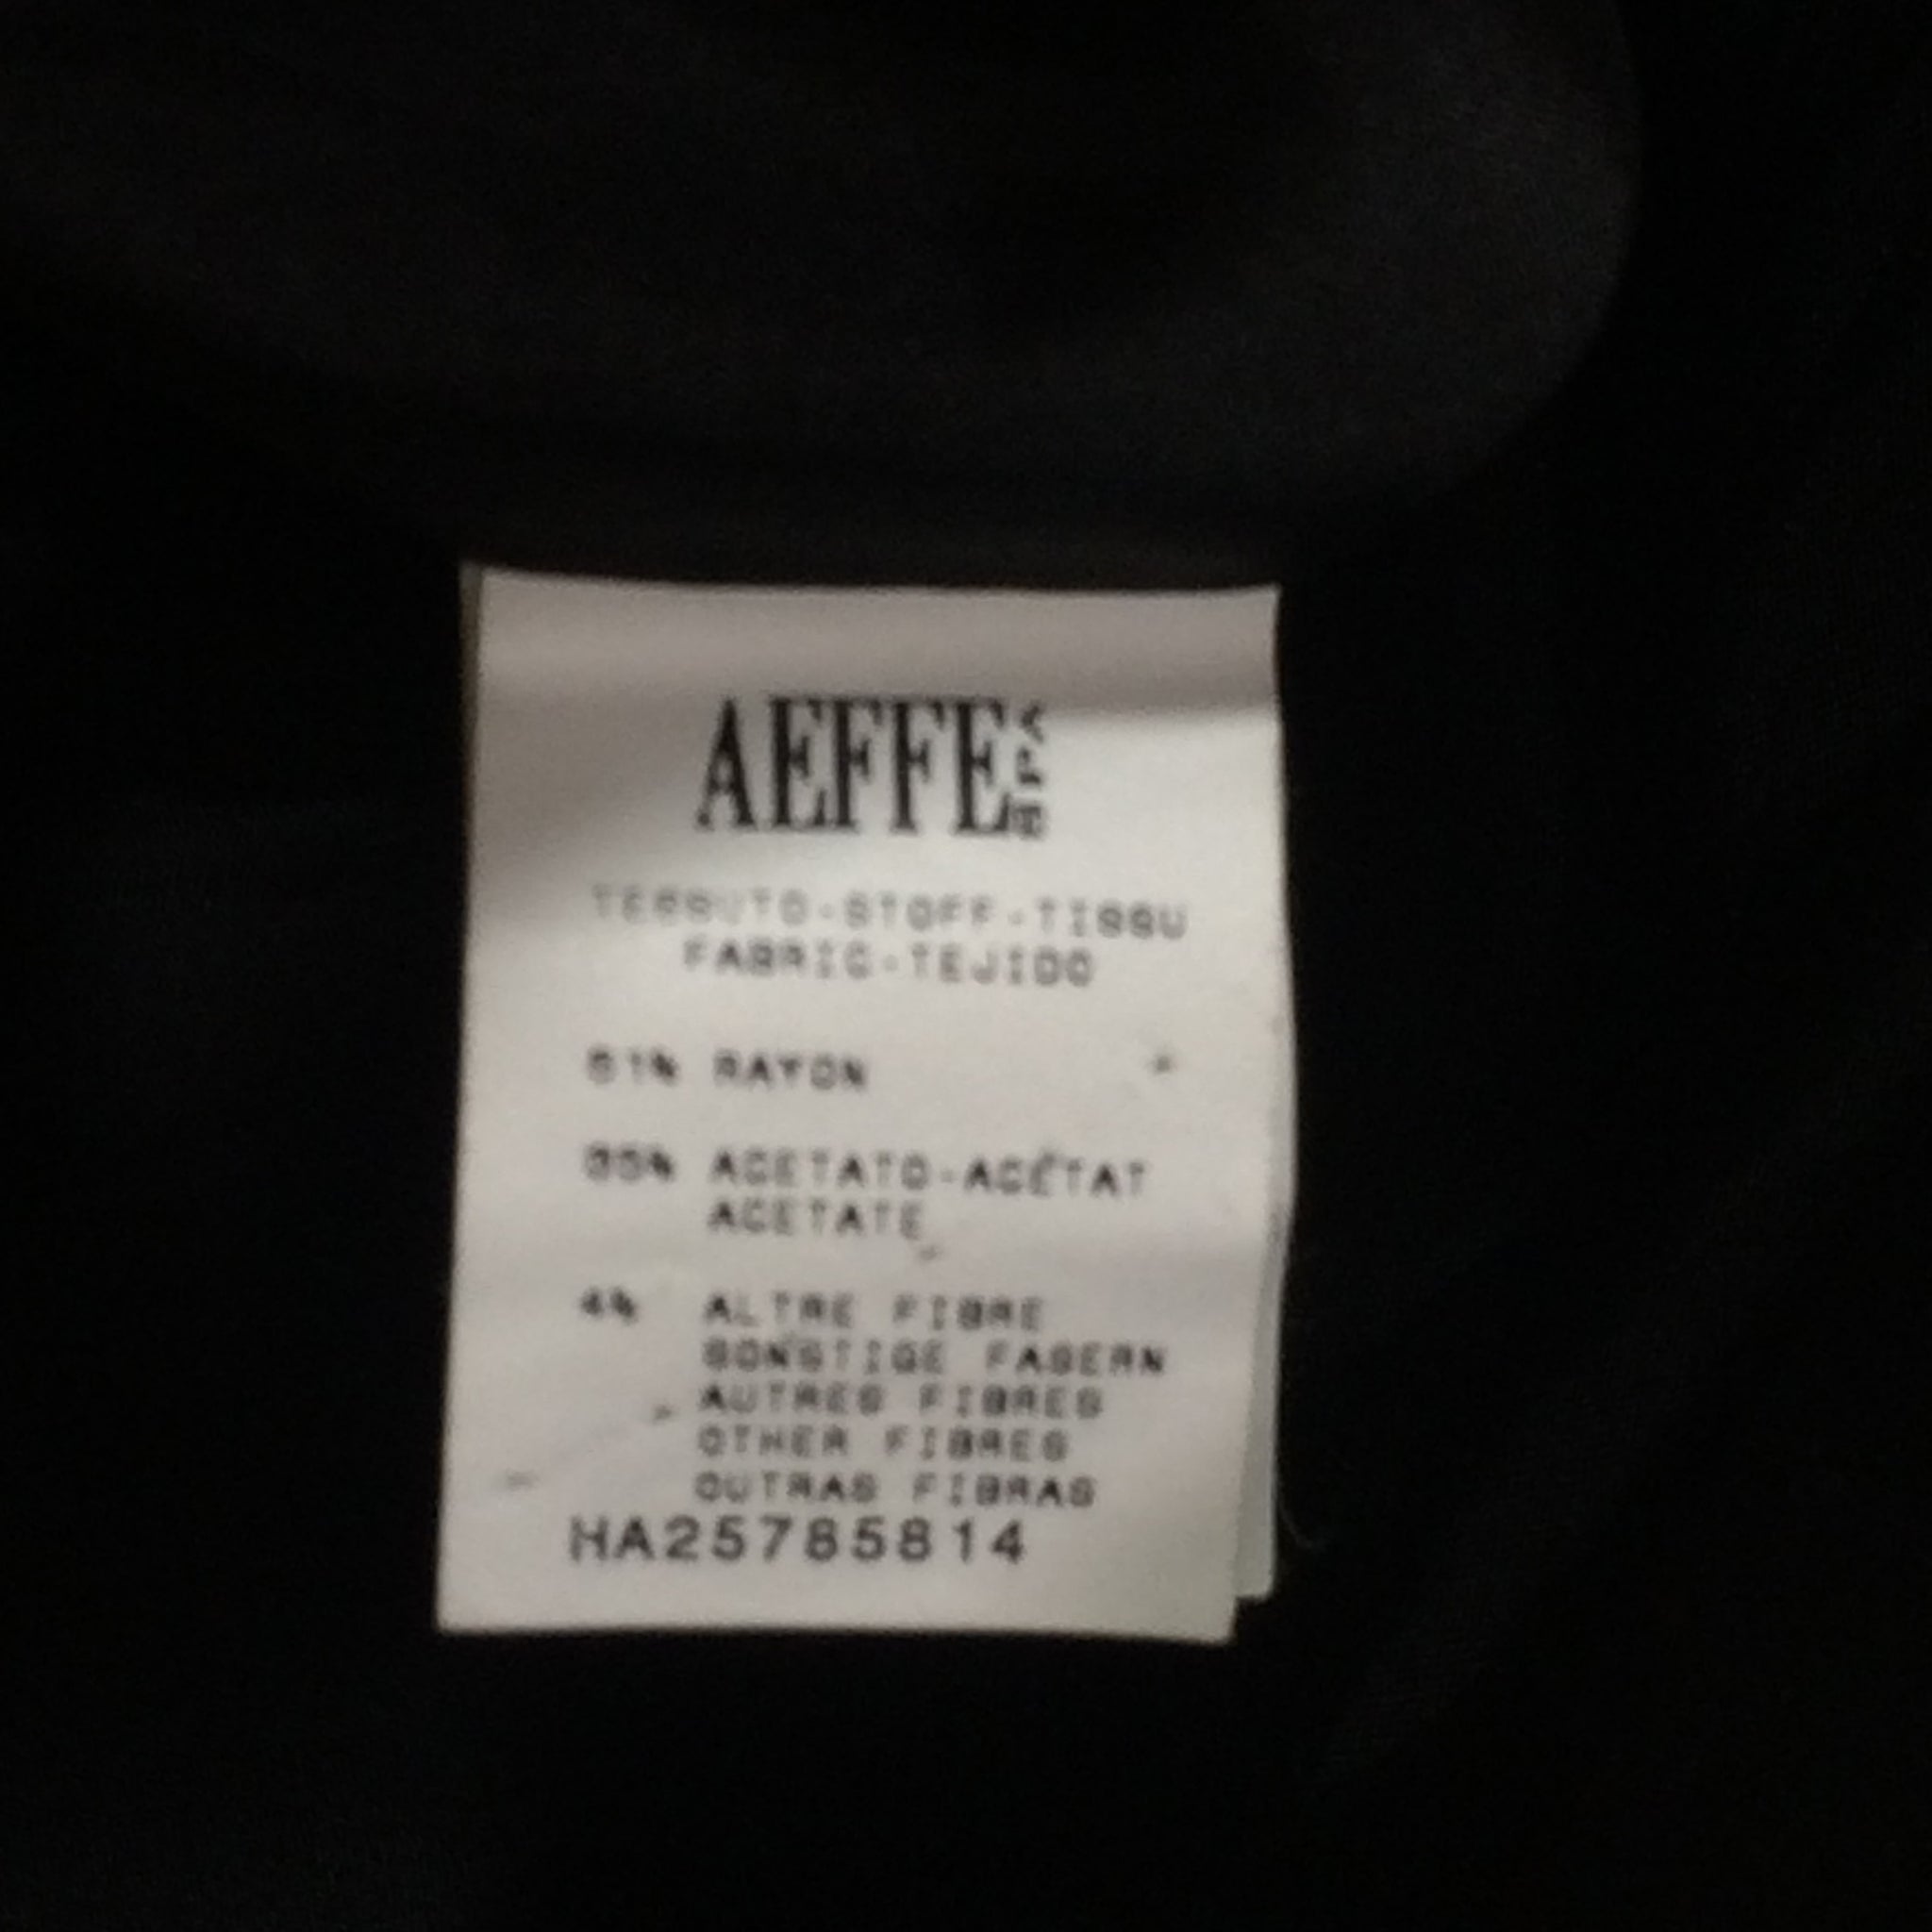 AEFFE SPA
TESSUTO-STOFF-TISSU
FABRIC-TEJIDO
61% RAYON
35% ACETATO-ACÉTAT
ACETATE
4% ALTRE FIBRE
SONSTIGE FASERN
AUTRES FIBRES
OTHER FIBRES
OUTRAS FIBRAS
HA25785814